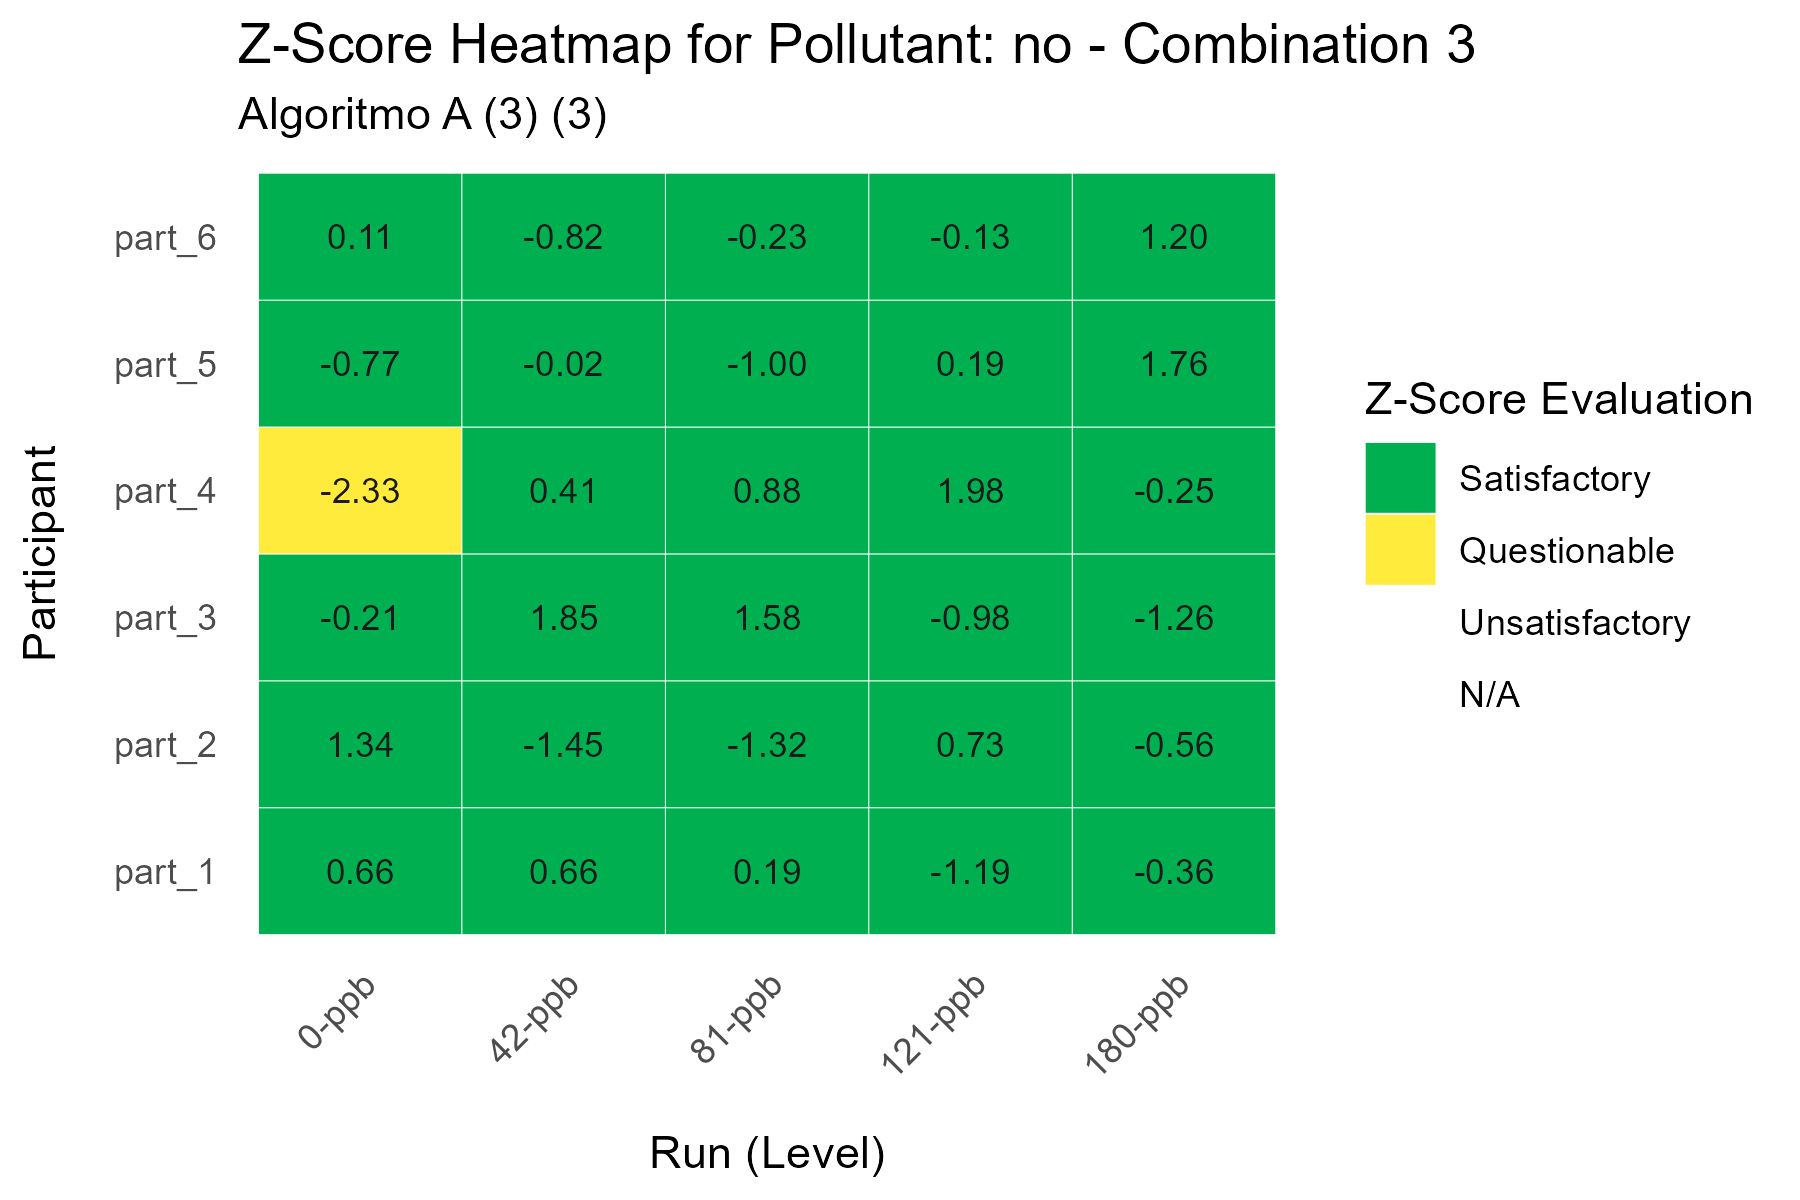 Z-Score Heatmap for Pollutant: no - Combination 3
Algoritmo A (3) (3)
Participant
part_6 0.11 -0.82 -0.23 -0.13 1.20
part_5 -0.77 -0.02 -1.00 0.19 1.76
part_4 -2.33 0.41 0.88 1.98 -0.25
part_3 -0.21 1.85 1.58 -0.98 -1.26
part_2 1.34 -1.45 -1.32 0.73 -0.56
part_1 0.66 0.66 0.19 -1.19 -0.36
0-ppb 42-ppb 81-ppb 121-ppb 180-ppb
Run (Level)
Z-Score Evaluation
Satisfactory
Questionable
Unsatisfactory
N/A